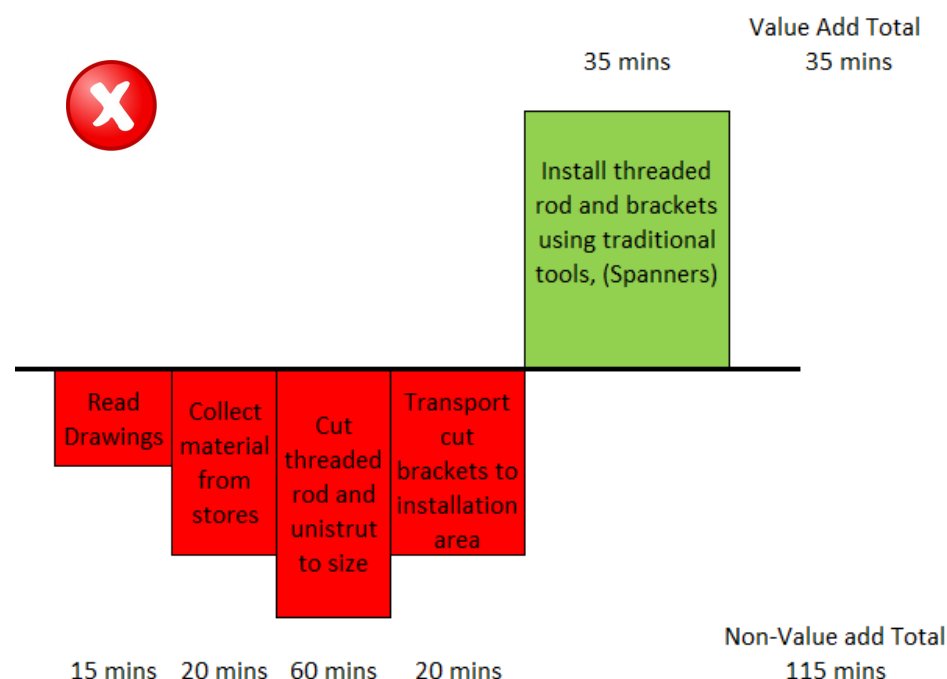 Value Add Total
35 mins
35 mins
X
Install threaded
rod and brackets
using traditional
tools, (Spanners)
Read
Drawings
Collect
material
from
stores
Cut
threaded
rod and
unistrut
to size
Transport
cut
brackets to
installation
area
15 mins
20 mins
60 mins
20 mins
Non-Value add Total
115 mins